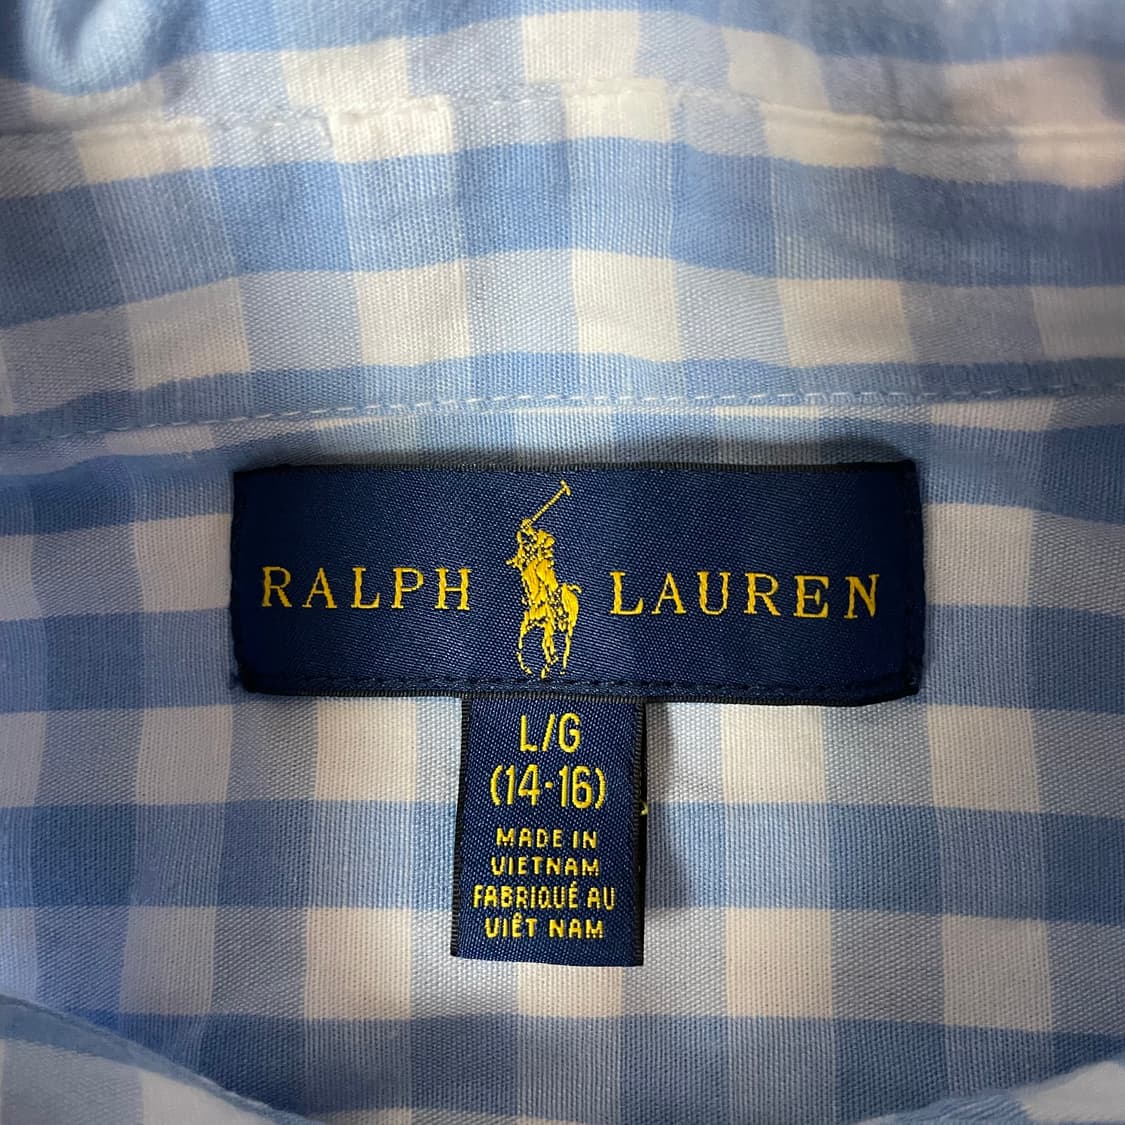 RALPH LAUREN
L/G
(14-16)
MADE IN
VIETNAM
FABRIQUÉ AU
VIÊT NAM